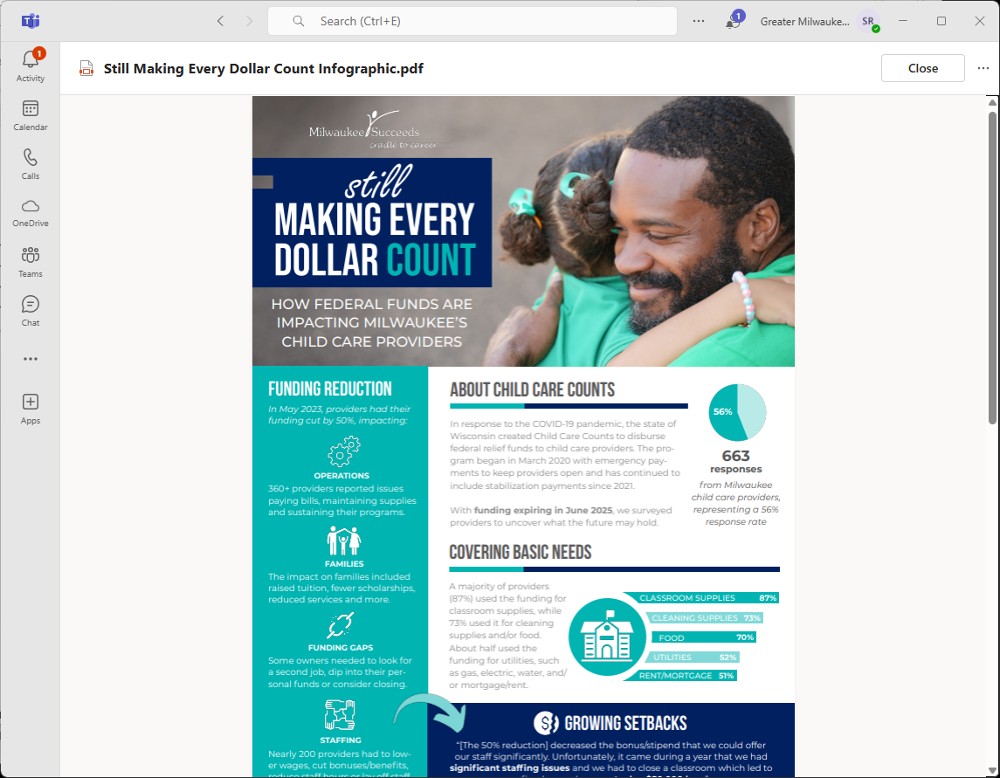 Search (Ctrl+E)
1
Greater Milwauke...
SR
1
Activity
Calendar
Calls
OneDrive
Teams
Chat
Apps
Still Making Every Dollar Count Infographic.pdf
Close
Milwaukee Succeeds
cradle to career
still
MAKING EVERY
DOLLAR COUNT
HOW FEDERAL FUNDS ARE
IMPACTING MILWAUKEE'S
CHILD CARE PROVIDERS
FUNDING REDUCTION
In May 2023, providers had their
funding cut by 50%, impacting:
OPERATIONS
360+ providers reported issues
paying bills, maintaining supplies
and sustaining their programs.
FAMILIES
The impact on families included
raised tuition, fewer scholarships,
reduced services and more.
FUNDING GAPS
Some owners needed to look for
a second job, dip into their per-
sonal funds or consider closing.
STAFFING
Nearly 200 providers had to low-
er wages, cut bonuses/benefits,
reduce staff hours or lay off staff
ABOUT CHILD CARE COUNTS
In response to the COVID-19 pandemic, the state of
Wisconsin created Child Care Counts to disburse
federal relief funds to child care providers. The pro-
gram began in March 2020 with emergency pay-
ments to keep providers open and has continued to
include stabilization payments since 2021.
With funding expiring in June 2025, we surveyed
providers to uncover what the future may hold.
56%
663
responses
from Milwaukee
child care providers,
representing a 56%
response rate
COVERING BASIC NEEDS
A majority of providers
(87%) used the funding for
classroom supplies, while
73% used it for cleaning
supplies and/or food.
About half used the
funding for utilities, such
as gas, electric, water, and/
or mortgage/rent.
CLASSROOM SUPPLIES 87%
CLEANING SUPPLIES 73%
FOOD 70%
UTILITIES 52%
RENT/MORTGAGE 51%
GROWING SETBACKS
"[The 50% reduction] decreased the bonus/stipend that we could offer
our staff significantly. Unfortunately, it came during a year that we had
significant staffing issues and we had to close a classroom which led to